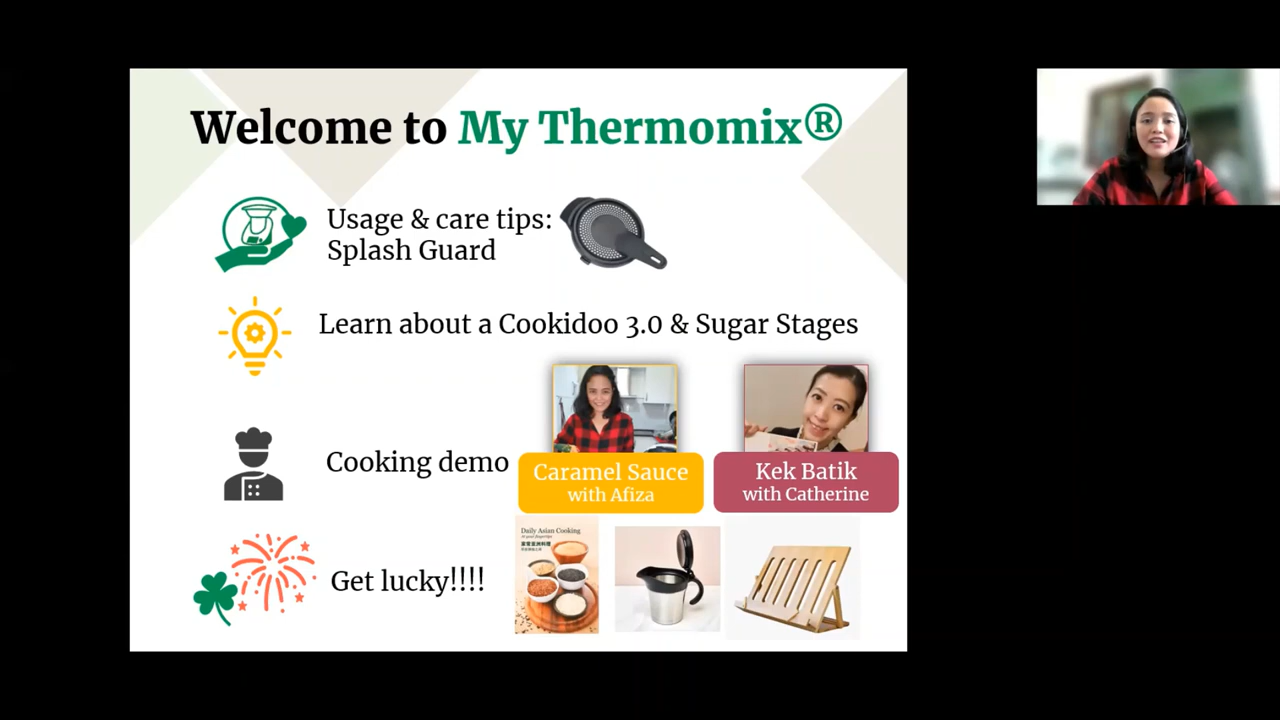 Welcome to My Thermomix®
Usage & care tips:
Splash Guard
Learn about a Cookidoo 3.0 & Sugar Stages
Cooking demo
Caramel Sauce
with Afiza
Kek Batik
with Catherine
Get lucky!!!!
Daily Asian Cooking